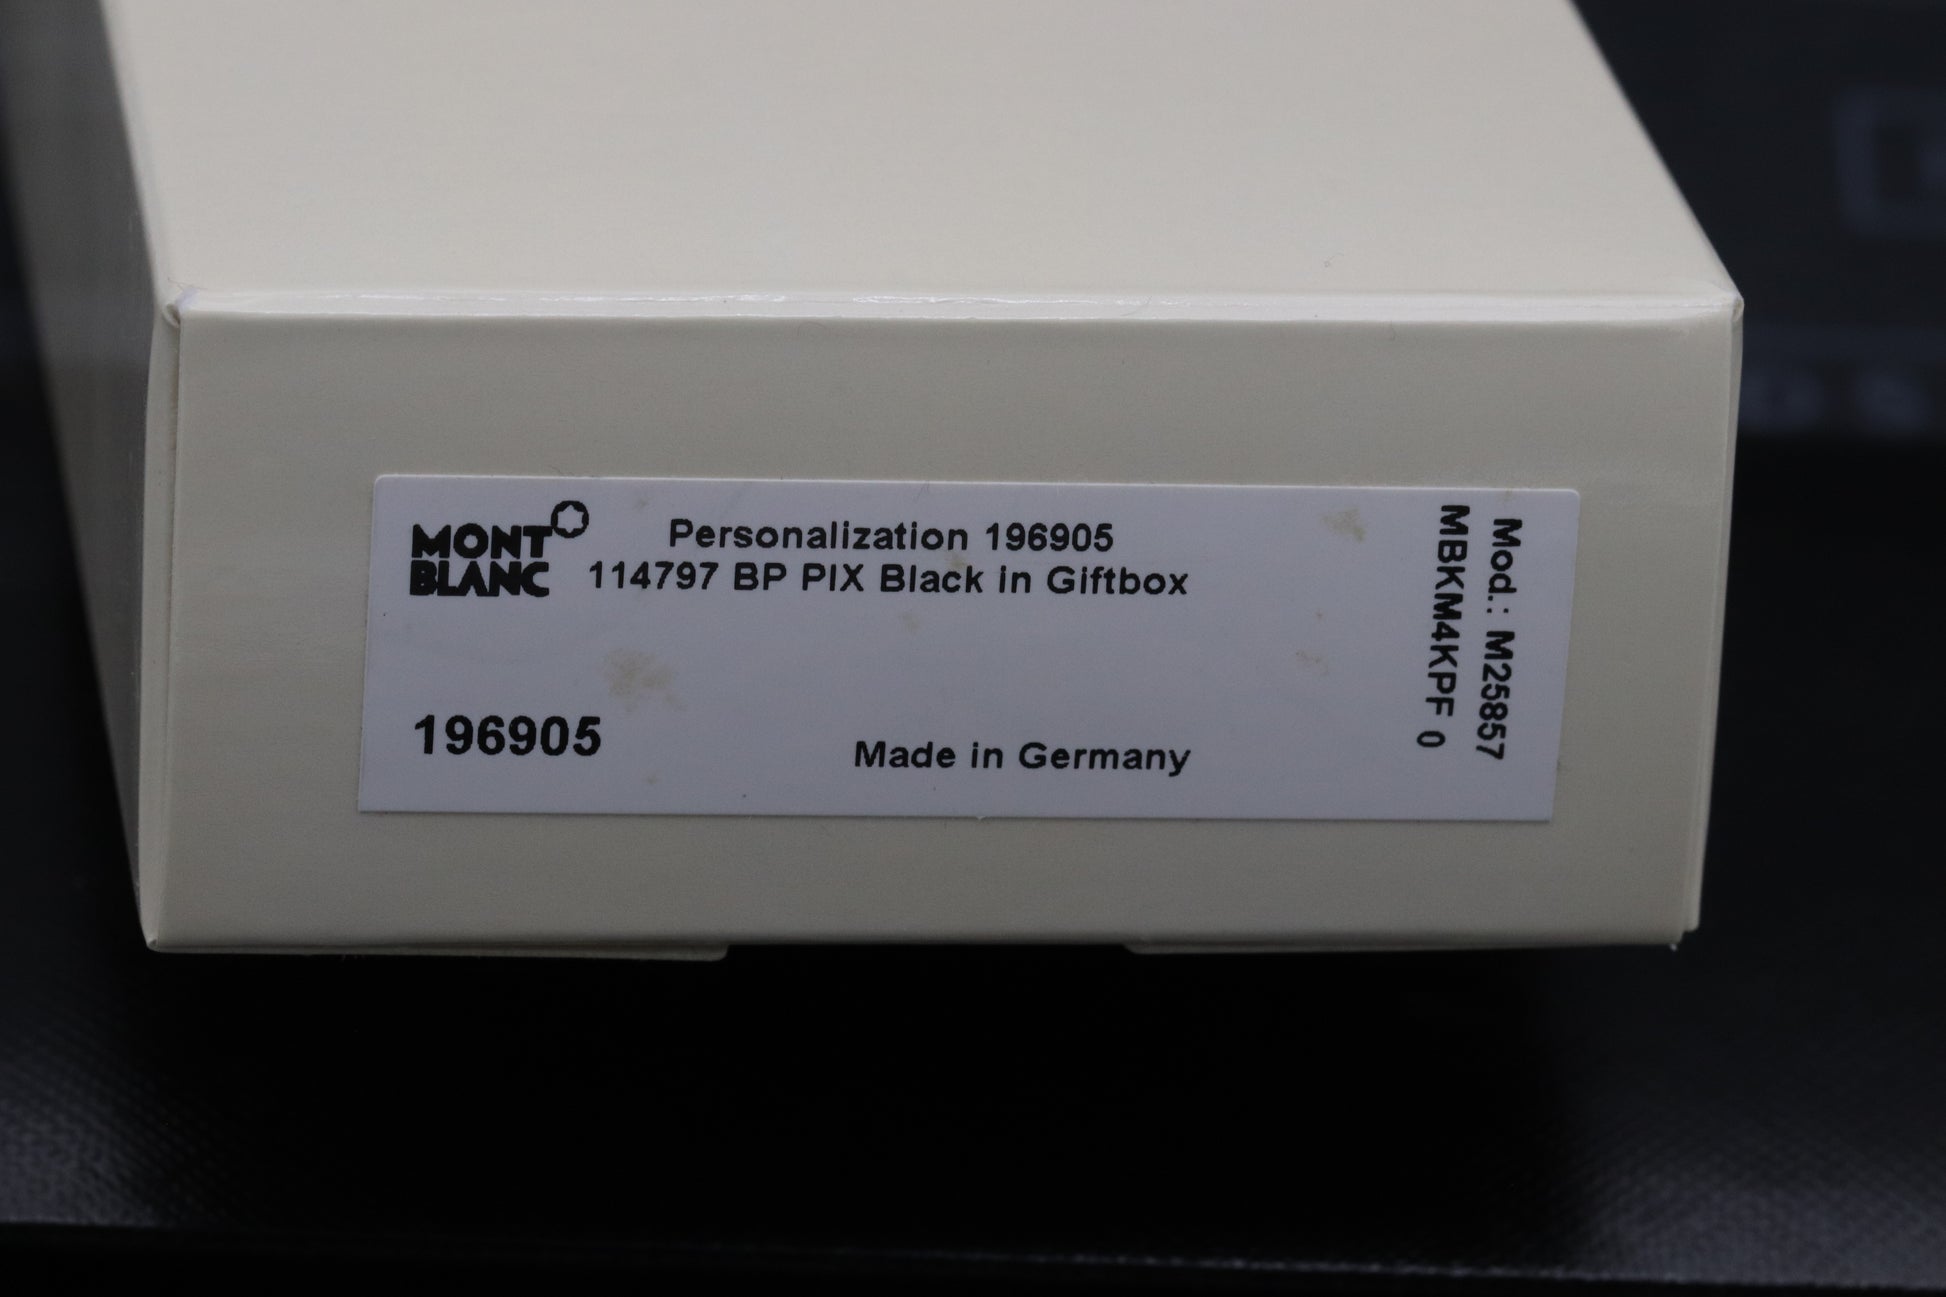 MONT
BLANC
Personalization 196905
114797 BP PIX Black in Giftbox
196905
Made in Germany
Mod.: M25857
MBKM4KPF 0